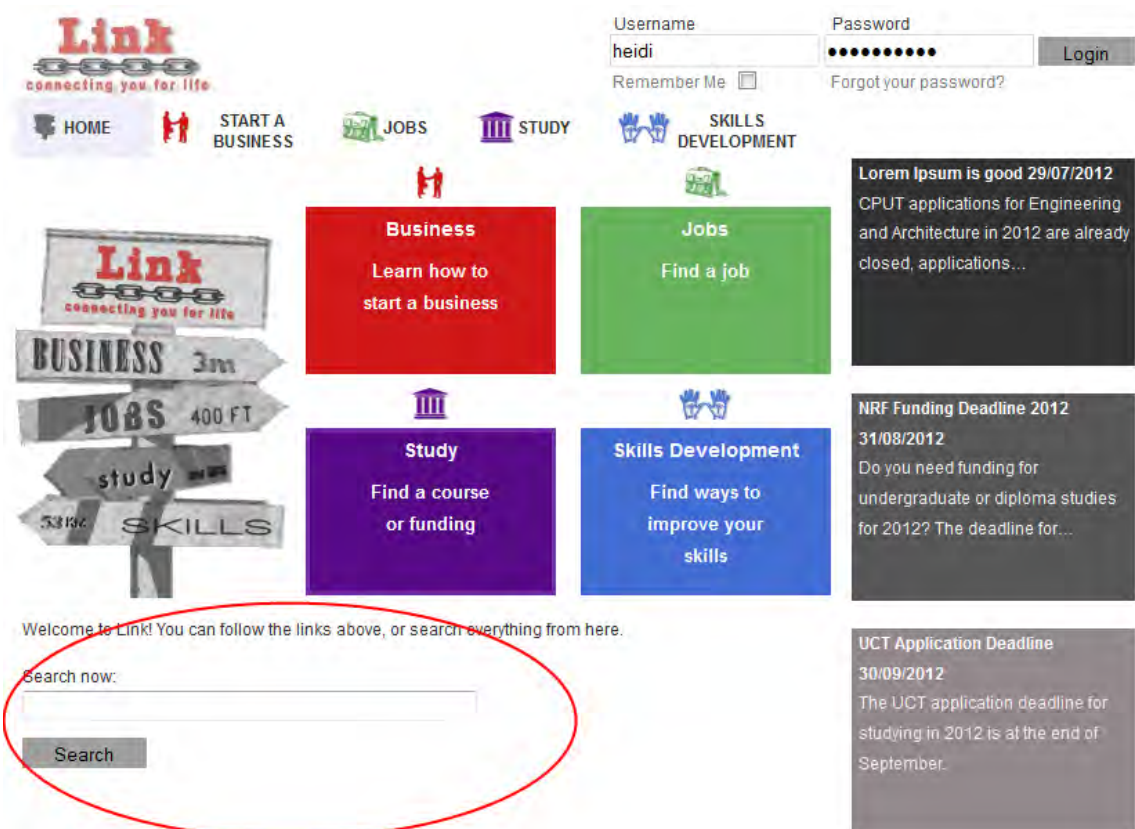 Link
connecting you for life
Username
Password
heidi
Login
Remember Me
Forgot your password?
HOME
START A
BUSINESS
JOBS
STUDY
SKILLS
DEVELOPMENT
Link
connecting you for life
BUSINESS 3m
JOBS 400 FT
study
SKILLS
Business
Learn how to
start a business
Jobs
Find a job
Study
Find a course
or funding
Skills Development
Find ways to
improve your
skills
Lorem Ipsum is good 29/07/2012
CPUT applications for Engineering
and Architecture in 2012 are already
closed, applications...
NRF Funding Deadline 2012
31/08/2012
Do you need funding for
undergraduate or diploma studies
for 2012? The deadline for...
UCT Application Deadline
30/09/2012
The UCT application deadline for
studying in 2012 is at the end of
September.
Welcome to Link! You can follow the links above, or search everything from here.
Search now:
Search